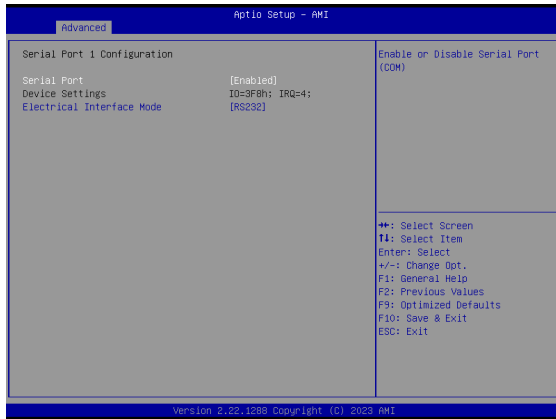 Aptio Setup - AMI
Advanced
Serial Port 1 Configuration
Serial Port [Enabled]
Device Settings IO=3F8h; IRQ=4;
Electrical Interface Mode [RS232]
Enable or Disable Serial Port
(COM)
→←: Select Screen
↑↓: Select Item
Enter: Select
+/-: Change Opt.
F1: General Help
F2: Previous Values
F9: Optimized Defaults
F10: Save & Exit
ESC: Exit
Version 2.22.1288 Copyright (C) 2023 AMI